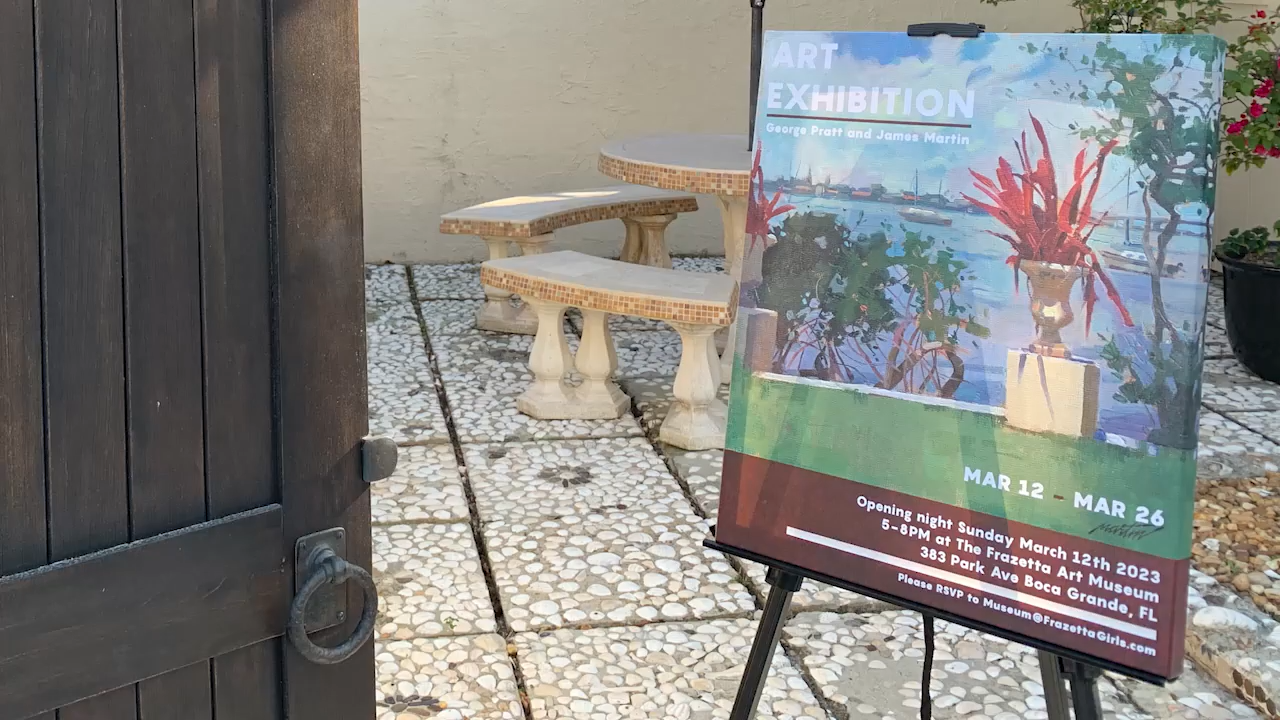 ART
EXHIBITION
George Pratt and James Martin
MAR 12 - MAR 26
Martin
Opening night Sunday March 12th 2023
5-8PM at The Frazetta Art Museum
383 Park Ave Boca Grande, FL
Please RSVP to Museum@FrazettaGirls.com